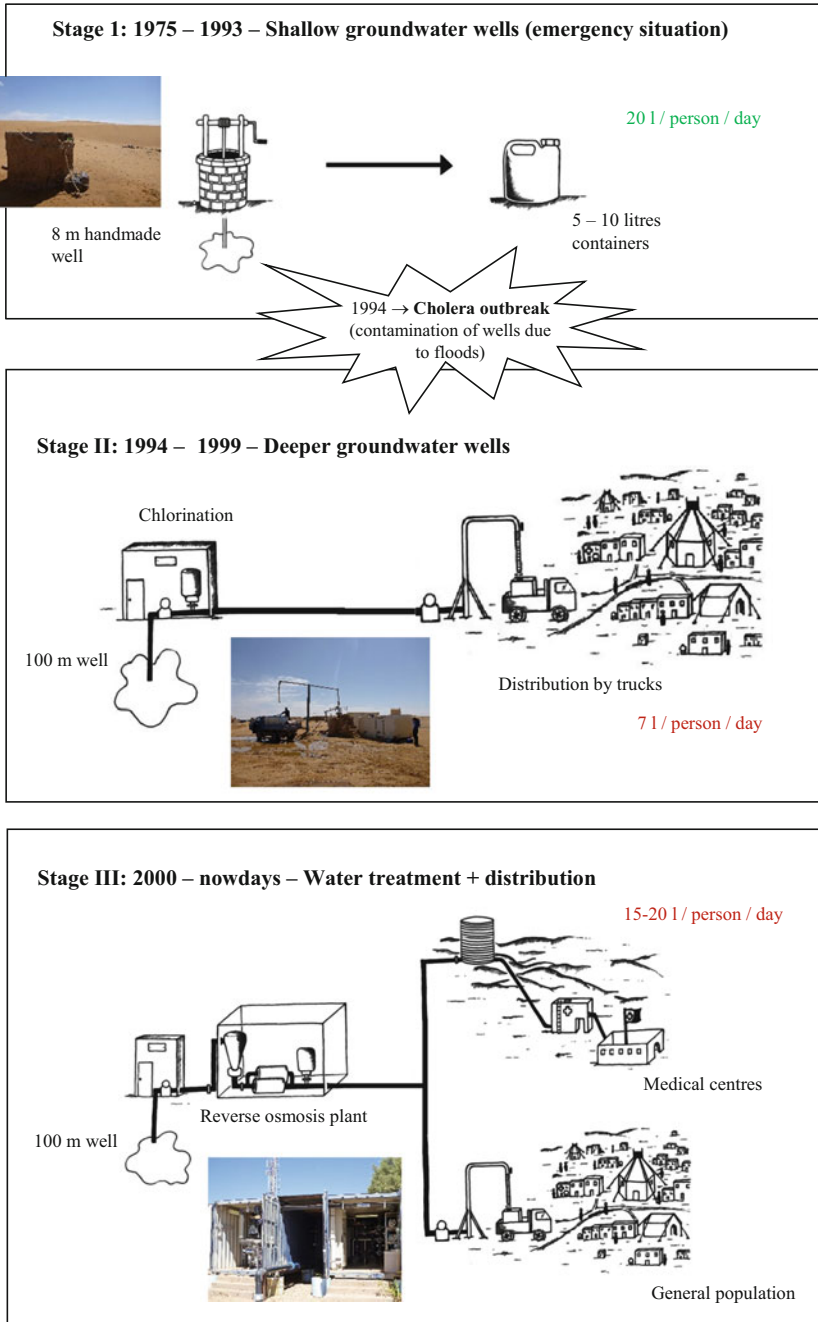 Stage 1: 1975 – 1993 – Shallow groundwater wells (emergency situation)
20 l / person / day
8 m handmade
well
5 – 10 litres
containers
1994 → Cholera outbreak
(contamination of wells due
to floods)
Stage II: 1994 – 1999 – Deeper groundwater wells
Chlorination
100 m well
Distribution by trucks
7 l / person / day
Stage III: 2000 – nowdays – Water treatment + distribution
15-20 l / person / day
Medical centres
Reverse osmosis plant
100 m well
General population